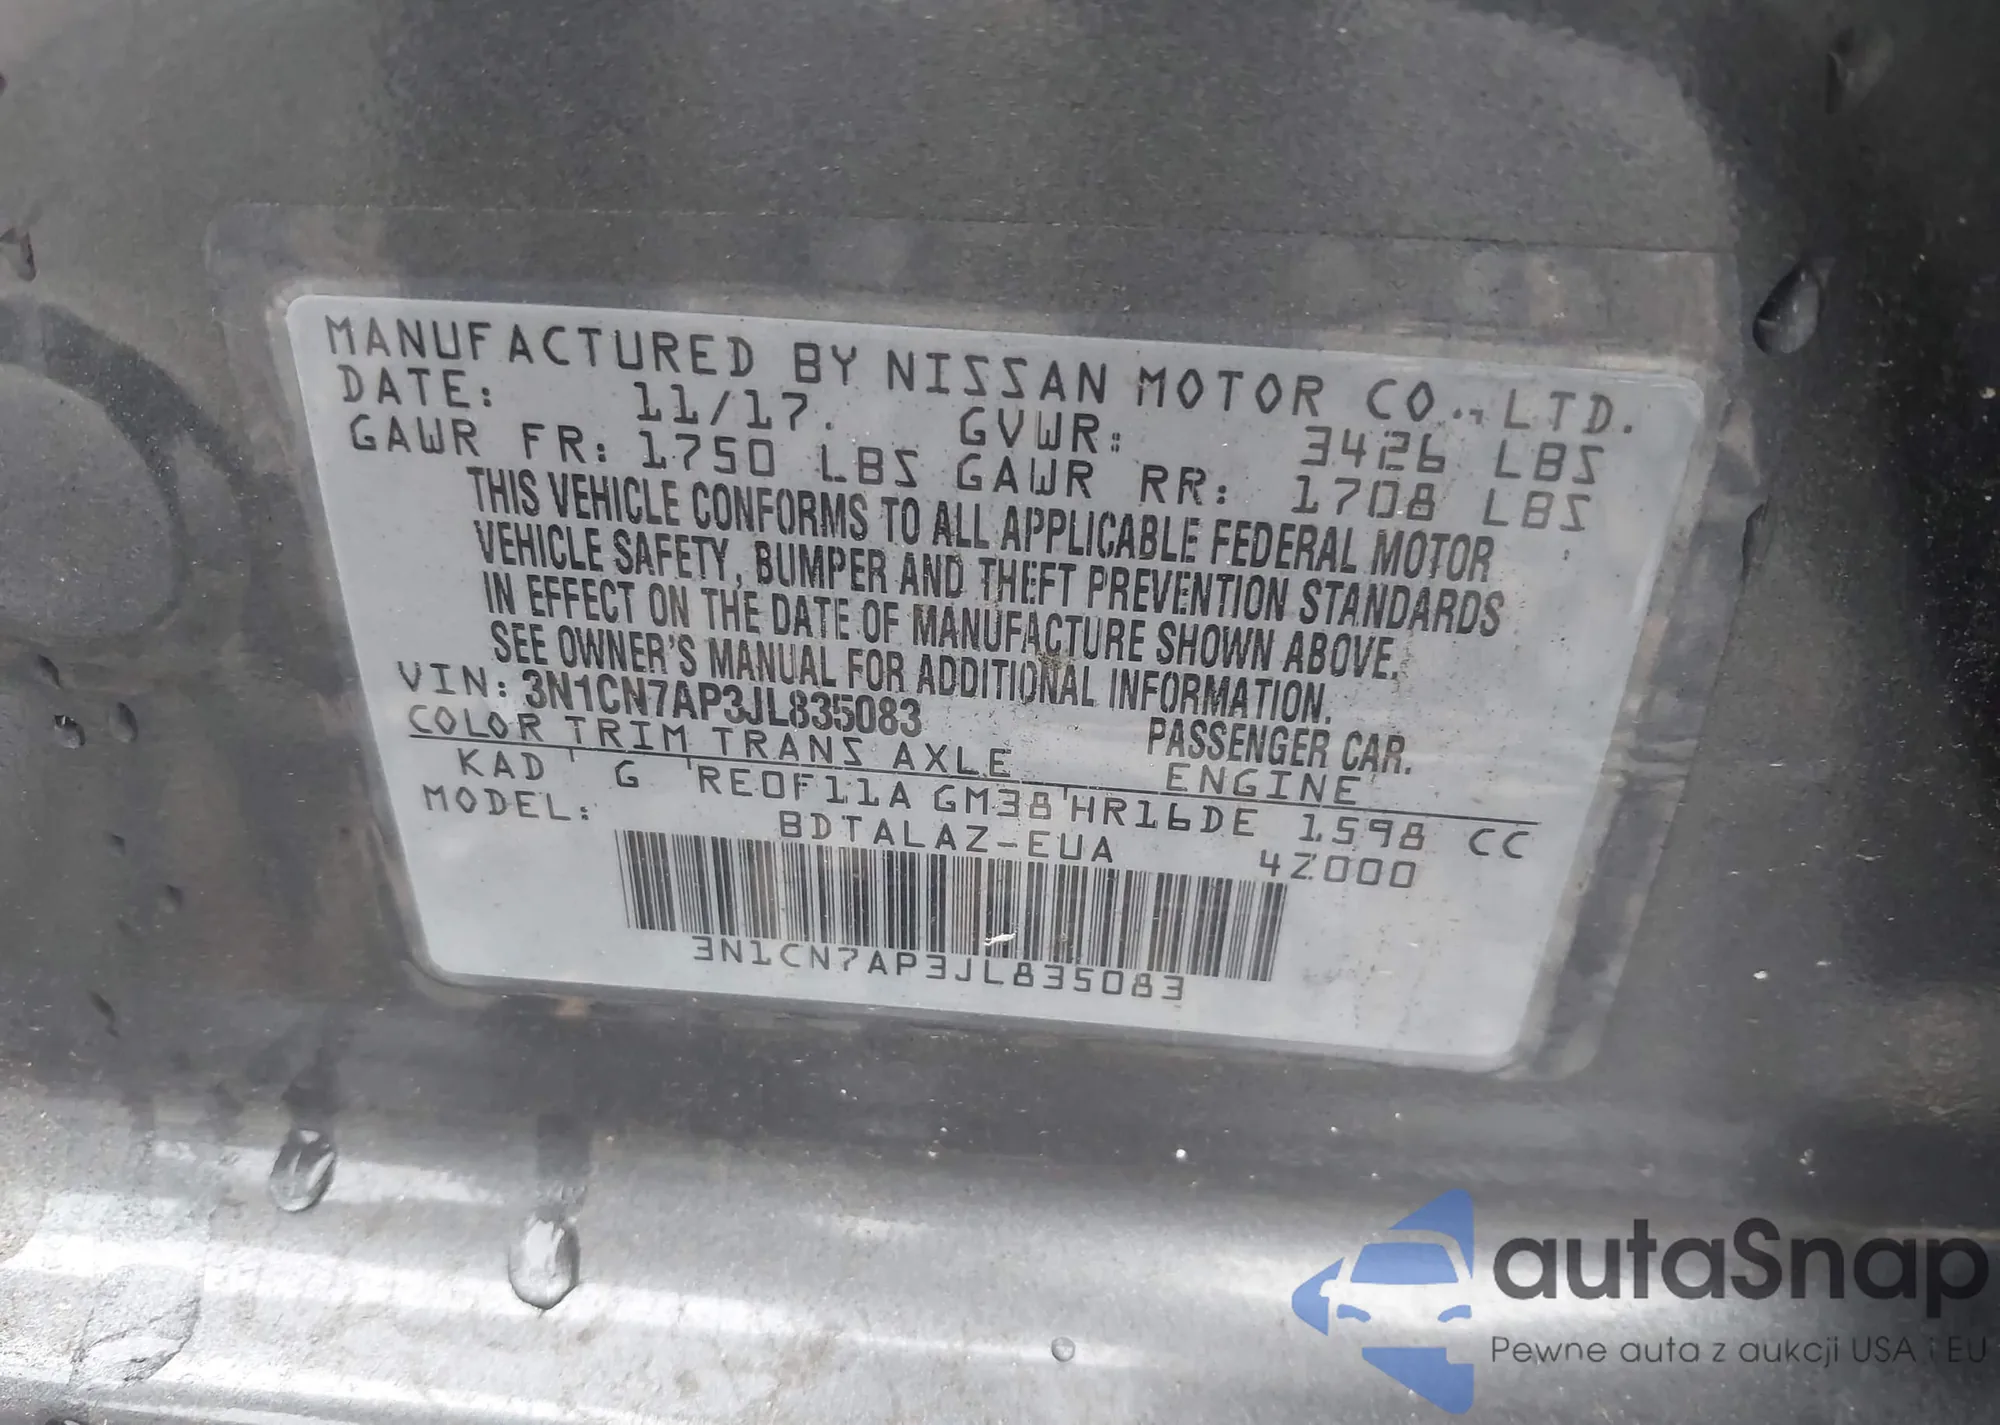 MANUFACTURED BY NISSAN MOTOR CO., LTD.
DATE: 11/17. GVWR: 3426 LBS
GAWR FR: 1750 LBS GAWR RR: 1708 LBS
THIS VEHICLE CONFORMS TO ALL APPLICABLE FEDERAL MOTOR
VEHICLE SAFETY, BUMPER AND THEFT PREVENTION STANDARDS
IN EFFECT ON THE DATE OF MANUFACTURE SHOWN ABOVE.
SEE OWNER'S MANUAL FOR ADDITIONAL INFORMATION.
VIN: 3N1CN7AP3JL835083 PASSENGER CAR.
COLOR TRIM TRANS AXLE ENGINE
KAD G RE0F11A GM38 HR16DE 1598 CC
MODEL: BDTALAZ-EUA 4Z000
3N1CN7AP3JL835083
autaSnap
Pewne auta z aukcji USA i EU